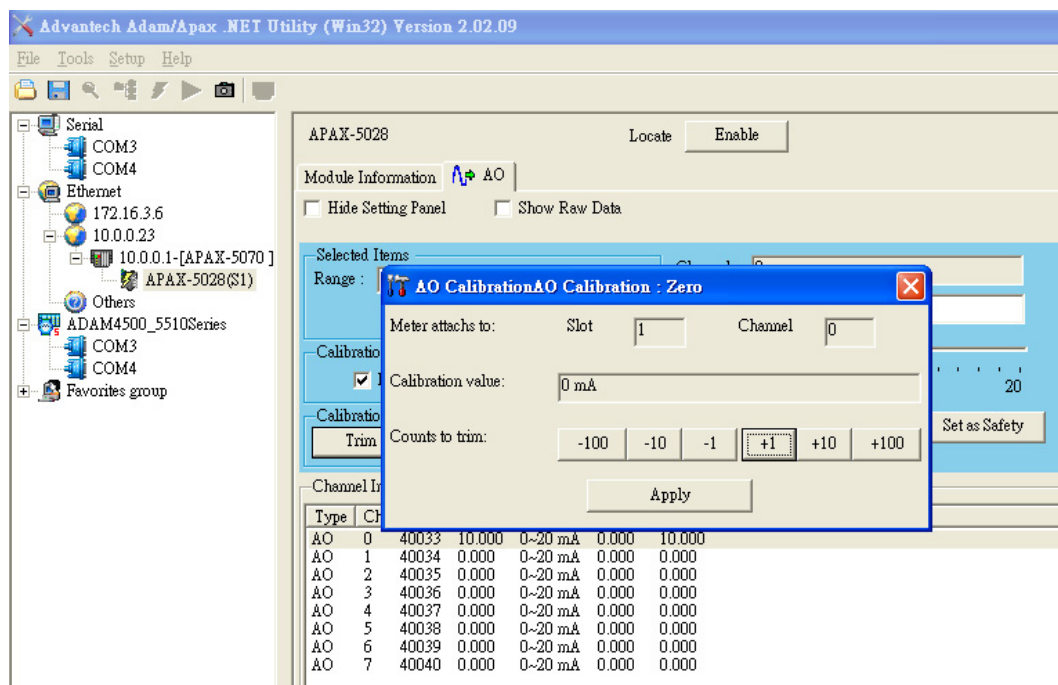 Advantech Adam/Apax .NET Utility (Win32) Version 2.02.09
File Tools Setup Help
Serial
COM3
COM4
Ethernet
172.16.3.6
10.0.0.23
10.0.0.1-[APAX-5070 ]
APAX-5028(S1)
Others
ADAM4500_5510Series
COM3
COM4
Favorites group
APAX-5028 Locate Enable
Module Information AO
Hide Setting Panel Show Raw Data
Selected Items
Range :
AO CalibrationAO Calibration : Zero
Meter attachs to: Slot 1 Channel 0
Calibration value: 0 mA
Counts to trim: -100 -10 -1 +1 +10 +100
Apply
Calibratio
20
Calibratio
Trim
Set as Safety
Channel In
Type CH
AO 0 40033 10.000 0~20 mA 0.000 10.000
AO 1 40034 0.000 0~20 mA 0.000 0.000
AO 2 40035 0.000 0~20 mA 0.000 0.000
AO 3 40036 0.000 0~20 mA 0.000 0.000
AO 4 40037 0.000 0~20 mA 0.000 0.000
AO 5 40038 0.000 0~20 mA 0.000 0.000
AO 6 40039 0.000 0~20 mA 0.000 0.000
AO 7 40040 0.000 0~20 mA 0.000 0.000